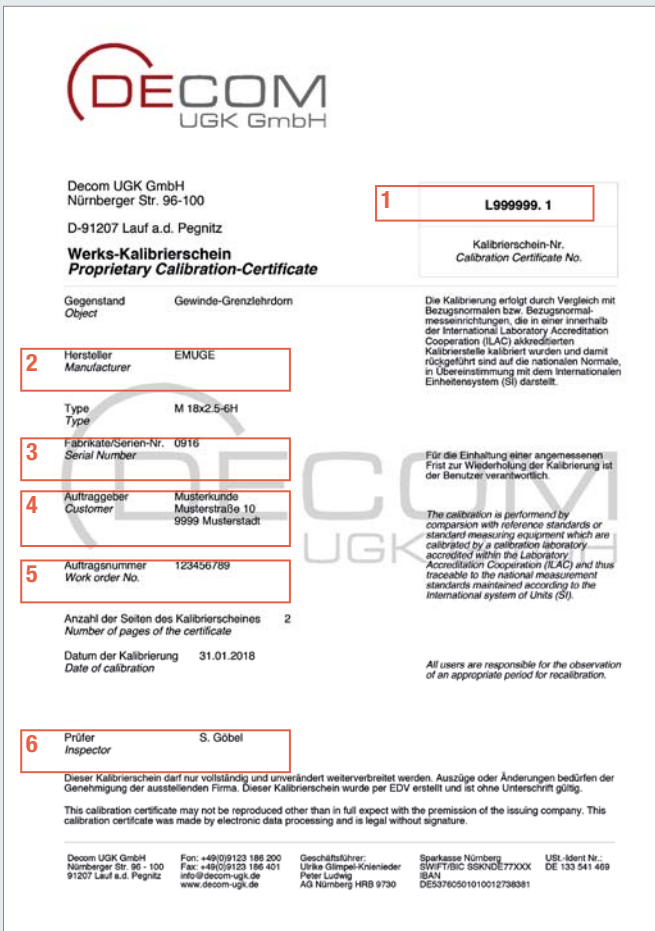 DECOM
UGK GmbH
Decom UGK GmbH
Nürnberger Str. 96-100
D-91207 Lauf a.d. Pegnitz
Werks-Kalibrierschein
Proprietary Calibration-Certificate
1
L999999. 1
Kalibrierschein-Nr.
Calibration Certificate No.
Gegenstand Gewinde-Grenzlehrdorn
Object
2
Hersteller EMUGE
Manufacturer
Type M 18x2.5-6H
Type
3
Fabrikate/Serien-Nr. 0916
Serial Number
4
Auftraggeber Musterkunde
Customer Musterstraße 10
9999 Musterstadt
5
Auftragsnummer 123456789
Work order No.
Anzahl der Seiten des Kalibrierscheines 2
Number of pages of the certificate
Datum der Kalibrierung 31.01.2018
Date of calibration
6
Prüfer S. Göbel
Inspector
Die Kalibrierung erfolgt durch Vergleich mit
Bezugsnormalen bzw. Bezugsnormal-
messeinrichtungen, die in einer innerhalb
der International Laboratory Accreditation
Cooperation (ILAC) akkreditierten
Kalibrierstelle kalibriert wurden und damit
rückgeführt sind auf die nationalen Normale,
in Übereinstimmung mit dem Internationalen
Einheitensystem (SI) darstellt.
Für die Einhaltung einer angemessenen
Frist zur Wiederholung der Kalibrierung ist
der Benutzer verantwortlich.
The calibration is performend by
comparsion with reference standards or
standard measuring equipment which are
calibrated by a calibration laboratory
accredited within the Laboratory
Accreditation Cooperation (ILAC) and thus
traceable to the national measurement
standards maintained according to the
International system of Units (SI).
All users are responsible for the observation
of an appropriate period for recalibration.
DECOM
UGK GmbH
Dieser Kalibrierschein darf nur vollständig und unverändert weiterverbreitet werden. Auszüge oder Änderungen bedürfen der
Genehmigung der ausstellenden Firma. Dieser Kalibrierschein wurde per EDV erstellt und ist ohne Unterschrift gültig.
This calibration certificate may not be reproduced other than in full expect with the premission of the issuing company. This
calibration certifcate was made by electronic data processing and is legal without signature.
Decom UGK GmbH
Nürnberger Str. 96 - 100
91207 Lauf a.d. Pegnitz
Fon: +49(0)9123 186 200
Fax: +49(0)9123 186 401
info@decom-ugk.de
www.decom-ugk.de
Geschäftsführer:
Ulrike Glimpel-Knienieder
Peter Ludwig
AG Nürnberg HRB 9730
Sparkasse Nürnberg
SWIFT/BIC SSKNDE77XXX
IBAN
DE53760501010012738381
USt.-Ident Nr.:
DE 133 541 469